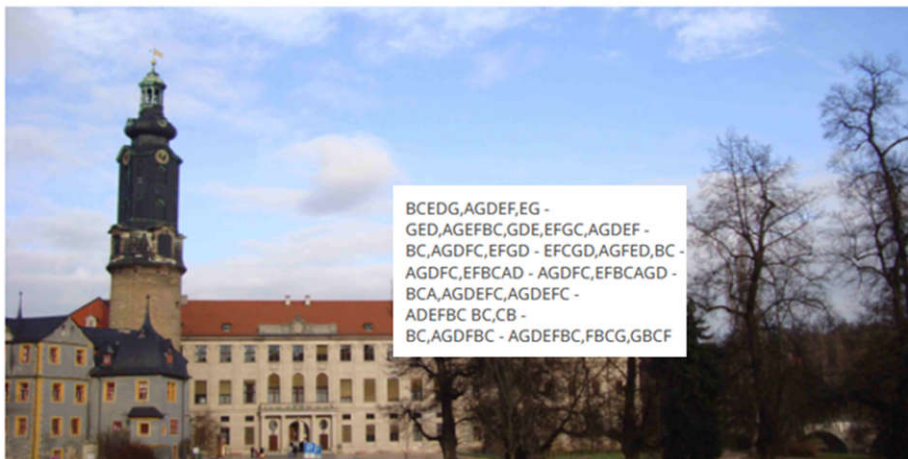 BCEDG,AGDEF,EG -
GED,AGEFBC,GDE,EFGC,AGDEF -
BC,AGDFC,EFGD - EFCGD,AGFED,BC -
AGDFC,EFBCAD - AGDFC,EFBCAGD -
BCA,AGDEFC,AGDEFC -
ADEFBC BC,CB -
BC,AGDFBC - AGDEFBC,FBCG,GBCF